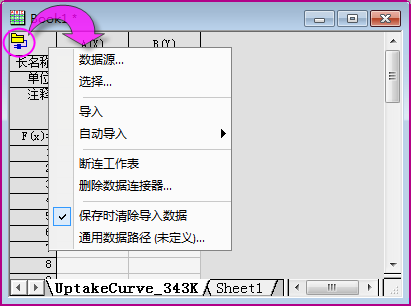 Book1 *
A(X) B(Y)
长名称
单位
注释
F(x)=
1
2
3
4
5
6
7
8
数据源...
选择...
导入
自动导入
断连工作表
删除数据连接器...
保存时清除导入数据
通用数据路径 (未定义)...
UptakeCurve_343K Sheet1